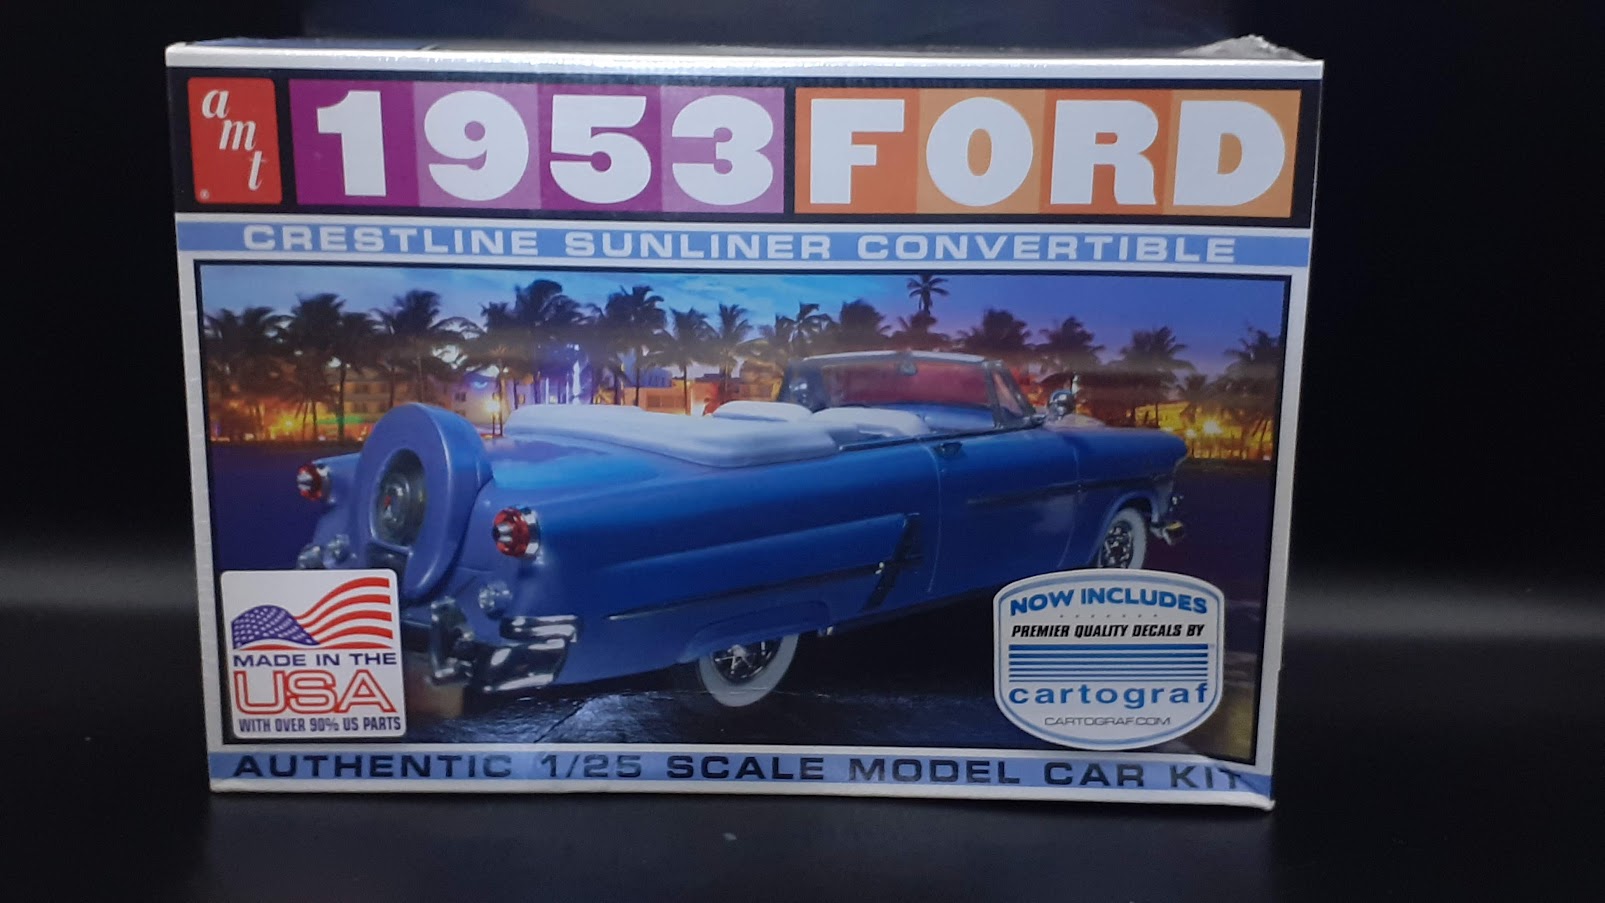 amt
1953 FORD
CRESTLINE SUNLINER CONVERTIBLE
MADE IN THE
USA
WITH OVER 90% US PARTS
NOW INCLUDES
PREMIER QUALITY DECALS BY
cartograf
CARTOGRAF.COM
AUTHENTIC 1/25 SCALE MODEL CAR KIT